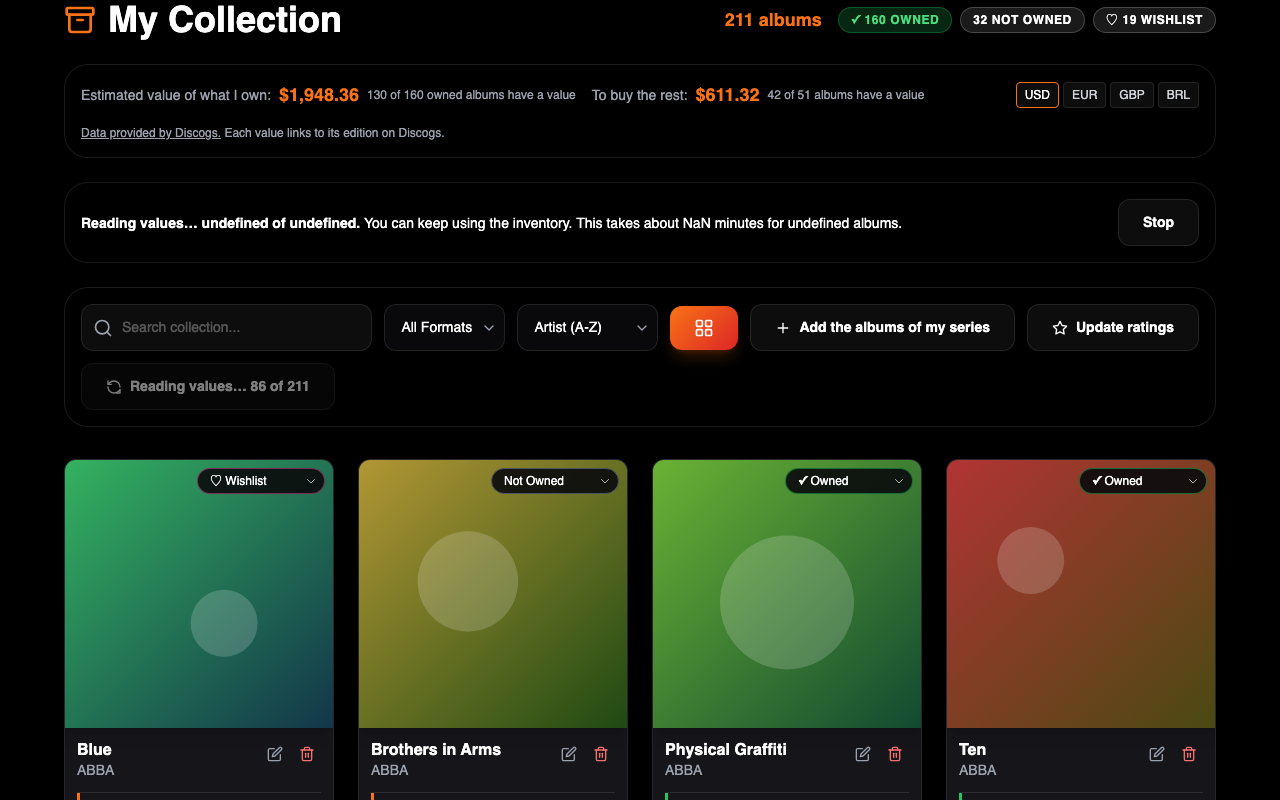 My Collection
211 albums ✓ 160 OWNED 32 NOT OWNED ♡ 19 WISHLIST
Estimated value of what I own: $1,948.36 130 of 160 owned albums have a value To buy the rest: $611.32 42 of 51 albums have a value USD EUR GBP BRL
Data provided by Discogs. Each value links to its edition on Discogs.
Reading values… undefined of undefined. You can keep using the inventory. This takes about NaN minutes for undefined albums. Stop
Search collection... All Formats Artist (A-Z) Add the albums of my series Update ratings
Reading values… 86 of 211
♡ Wishlist Not Owned ✓ Owned ✓ Owned
Blue Brothers in Arms Physical Graffiti Ten
ABBA ABBA ABBA ABBA